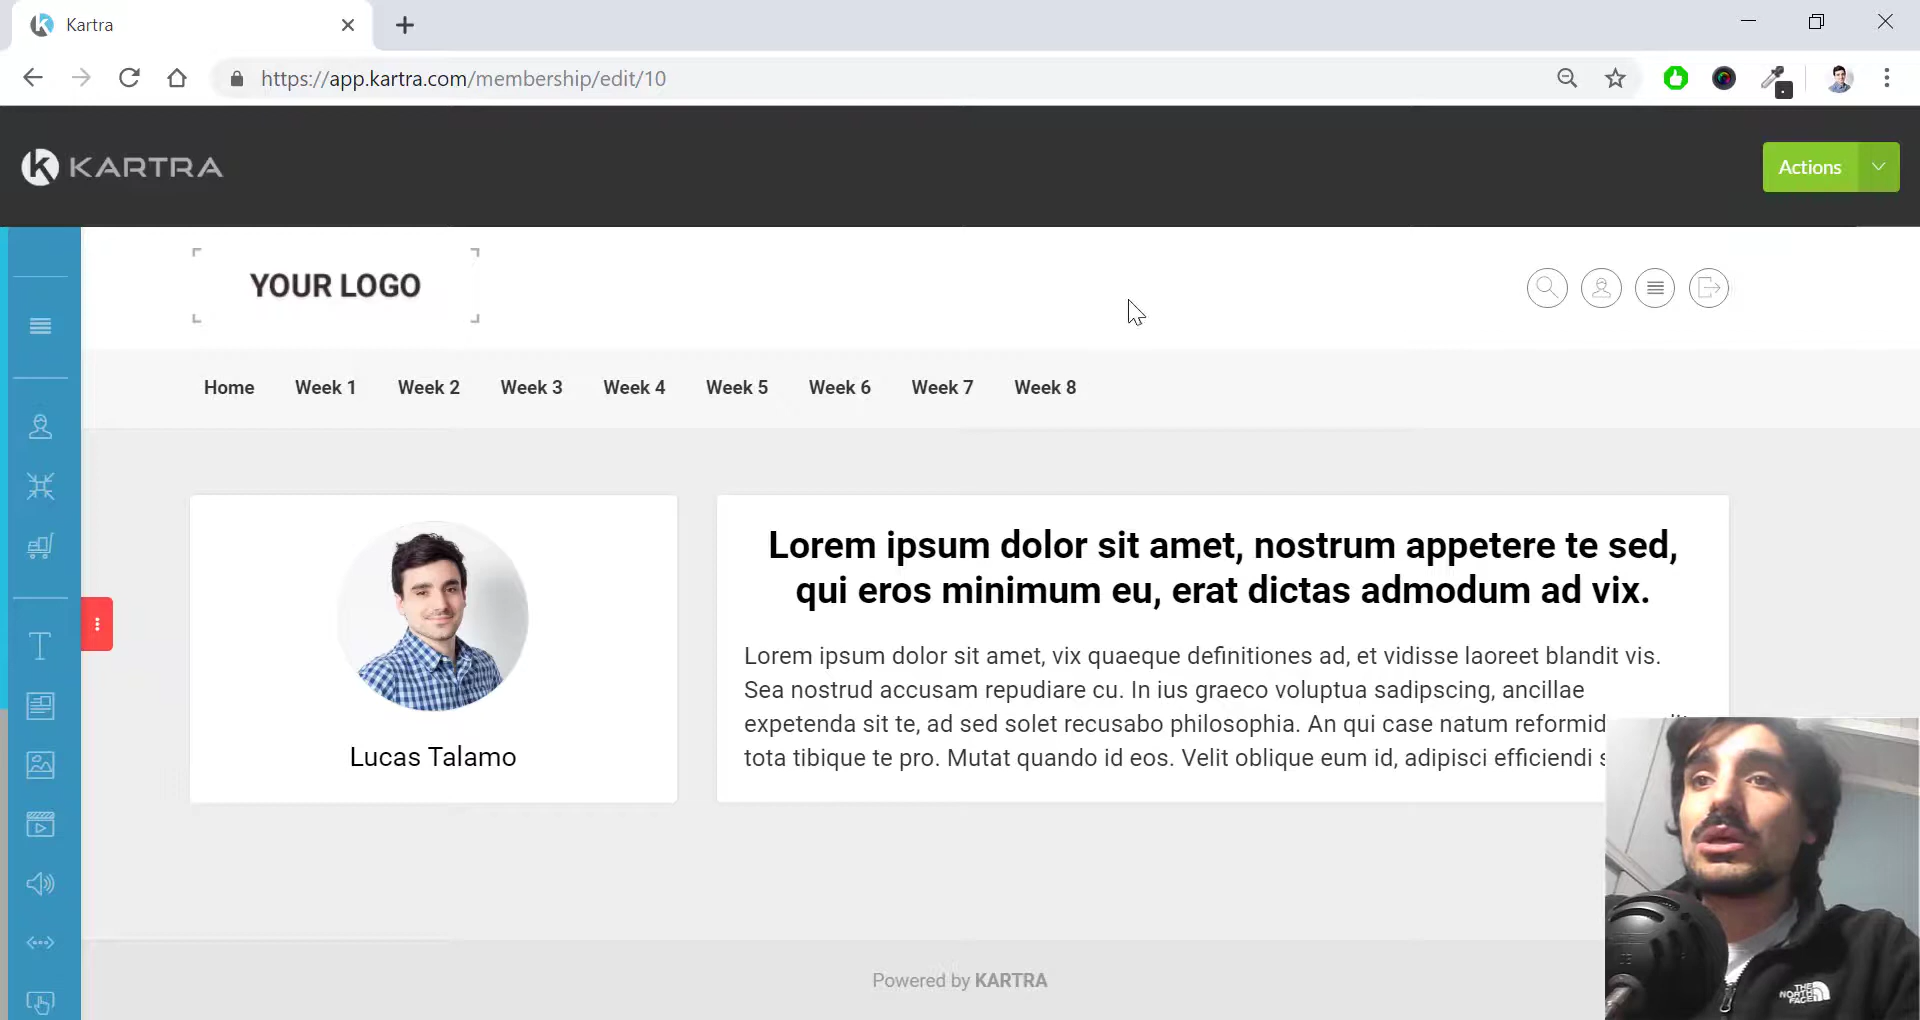 Kartra
https://app.kartra.com/membership/edit/10
KARTRA
Actions
YOUR LOGO
Home Week 1 Week 2 Week 3 Week 4 Week 5 Week 6 Week 7 Week 8
Lucas Talamo
Lorem ipsum dolor sit amet, nostrum appetere te sed,
qui eros minimum eu, erat dictas admodum ad vix.
Lorem ipsum dolor sit amet, vix quaeque definitiones ad, et vidisse laoreet blandit vis.
Sea nostrud accusam repudiare cu. In ius graeco voluptua sadipscing, ancillae
expetenda sit te, ad sed solet recusabo philosophia. An qui case natum reformid
tota tibique te pro. Mutat quando id eos. Velit oblique eum id, adipisci efficiendi
Powered by KARTRA
THE
NORTH
FACE